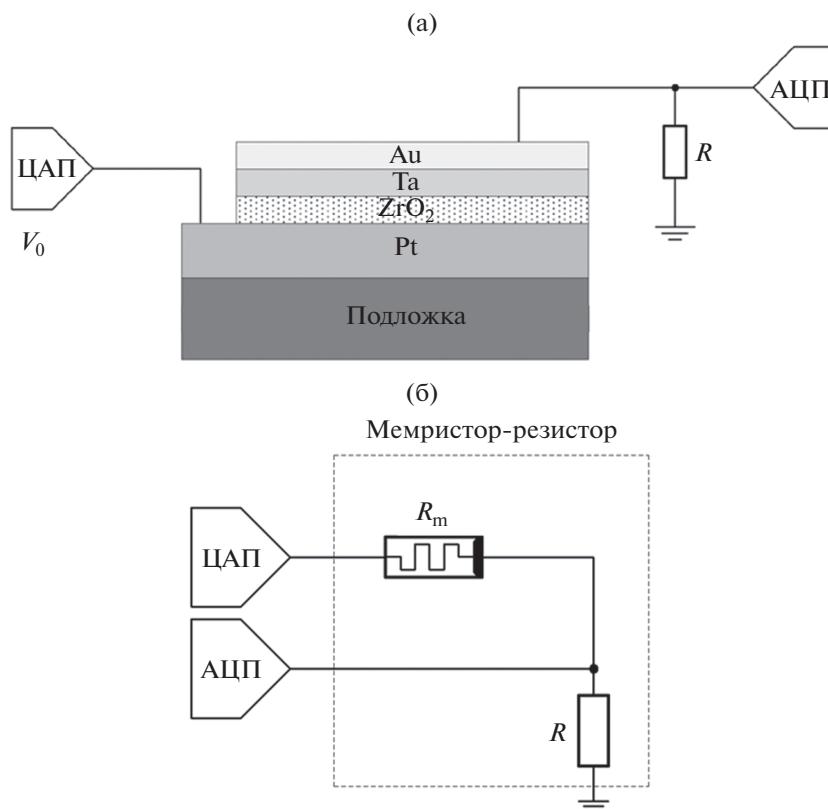 (а)
ЦАП
V₀
Au
Ta
ZrO₂
Pt
Подложка
АЦП
R
(б)
Мемристор-резистор
Rₘ
ЦАП
АЦП
R